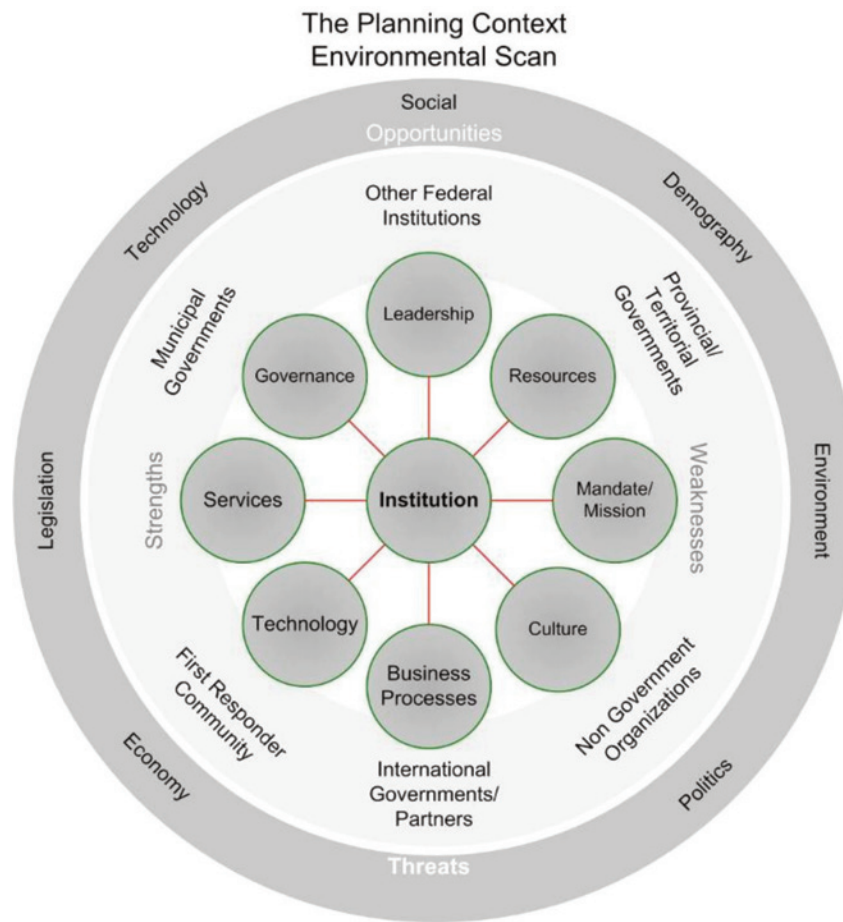 The Planning Context
Environmental Scan
Social
Opportunities
Technology
Demography
Other Federal
Institutions
Municipal
Governments
Provincial/
Territorial
Governments
Leadership
Governance
Resources
Legislation
Strengths
Services
Institution
Mandate/
Mission
Weaknesses
Environment
Technology
Culture
Business
Processes
First Responder
Community
Non Government
Organizations
International
Governments/
Partners
Economy
Politics
Threats